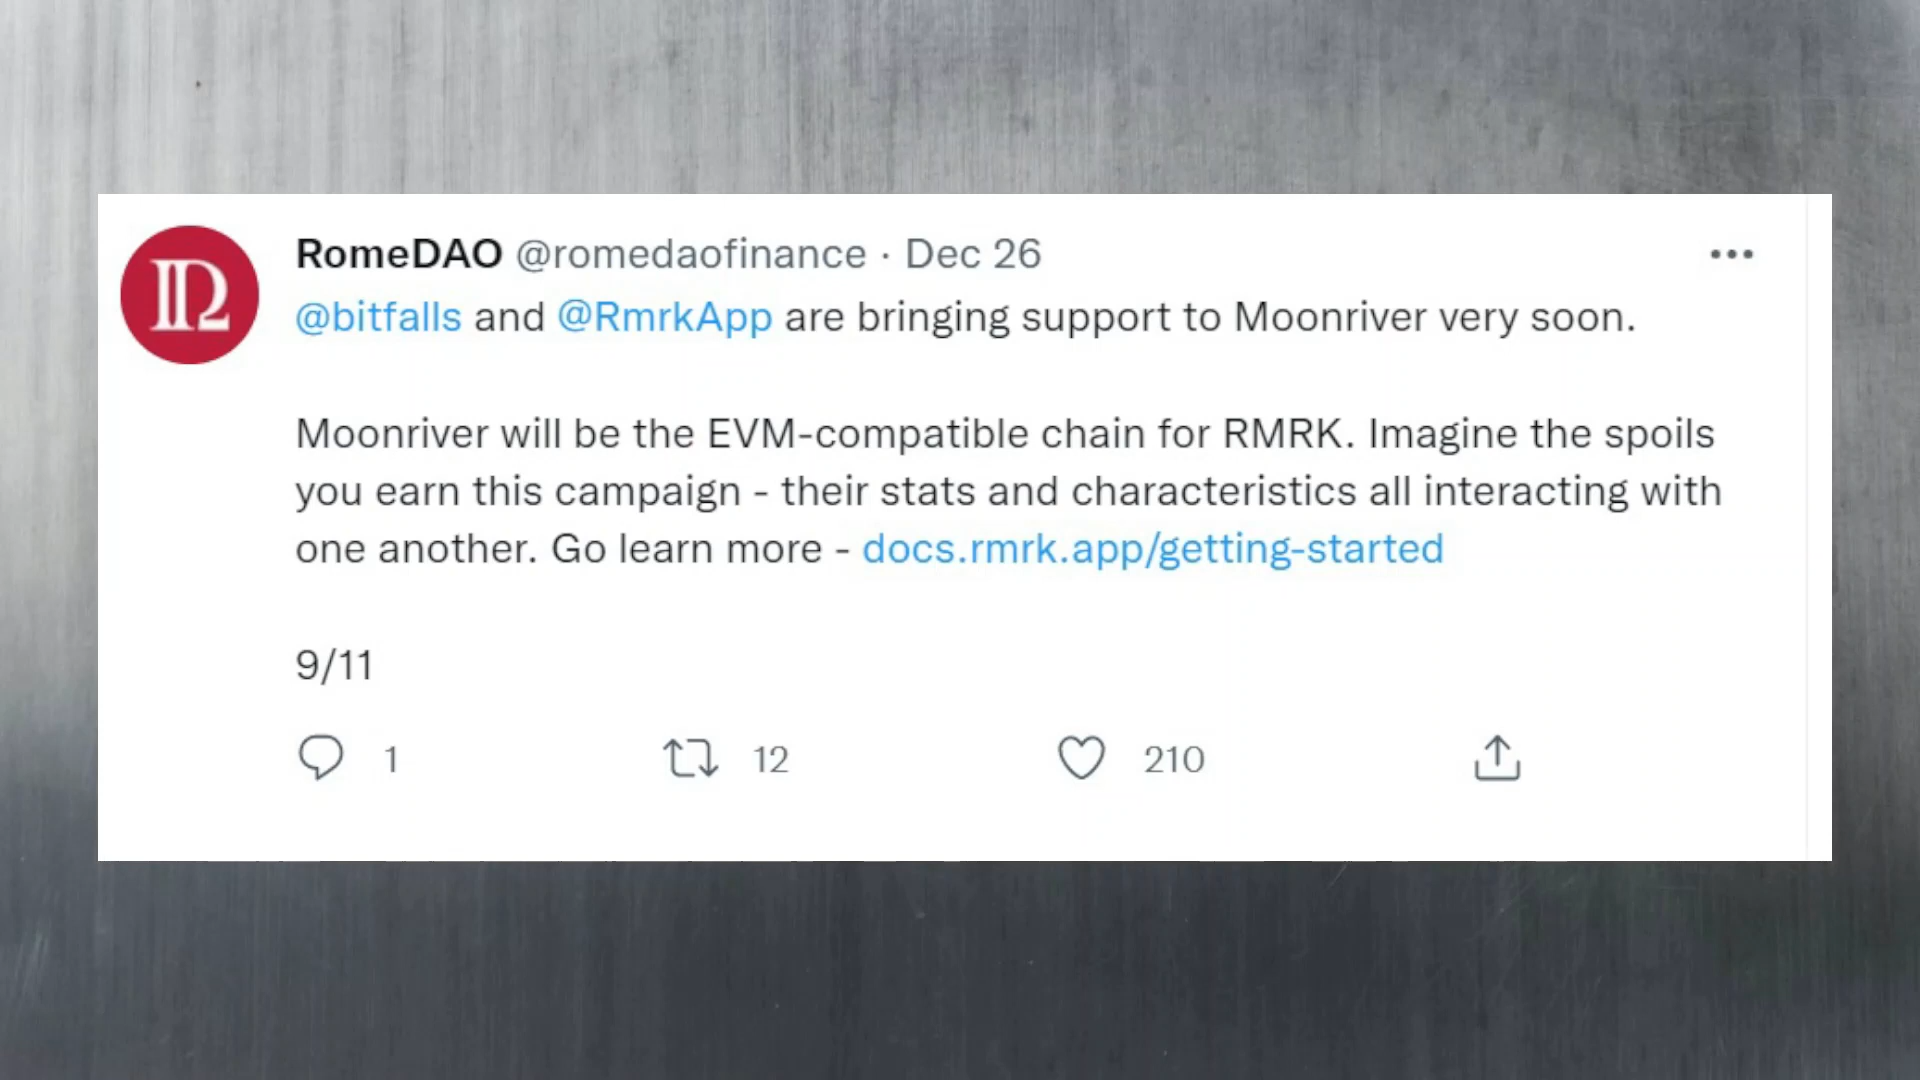 RomeDAO @romedaofinance · Dec 26
@bitfalls and @RmrkApp are bringing support to Moonriver very soon.
Moonriver will be the EVM-compatible chain for RMRK. Imagine the spoils
you earn this campaign - their stats and characteristics all interacting with
one another. Go learn more - docs.rmrk.app/getting-started
9/11
1 12 210